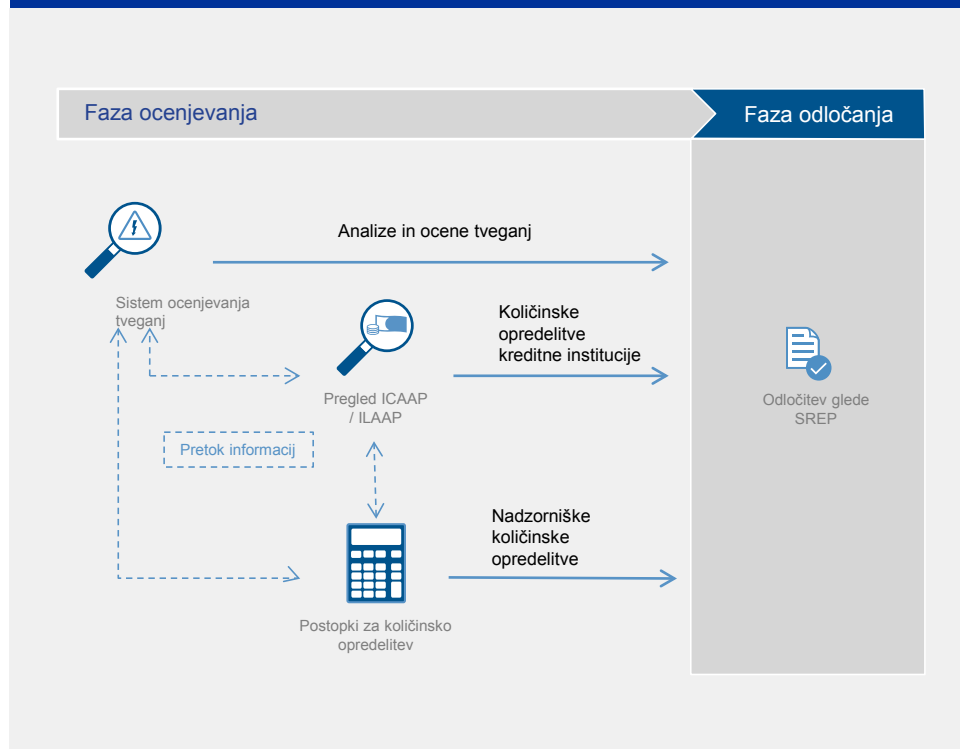 Faza ocenjevanja
Faza odločanja
Analize in ocene tveganj
Sistem ocenjevanja
tveganj
Količinske
opredelitve
kreditne institucije
Pregled ICAAP
/ ILAAP
Odločitev glede
SREP
Pretok informacij
Nadzorniške
količinske
opredelitve
Postopki za količinsko
opredelitev